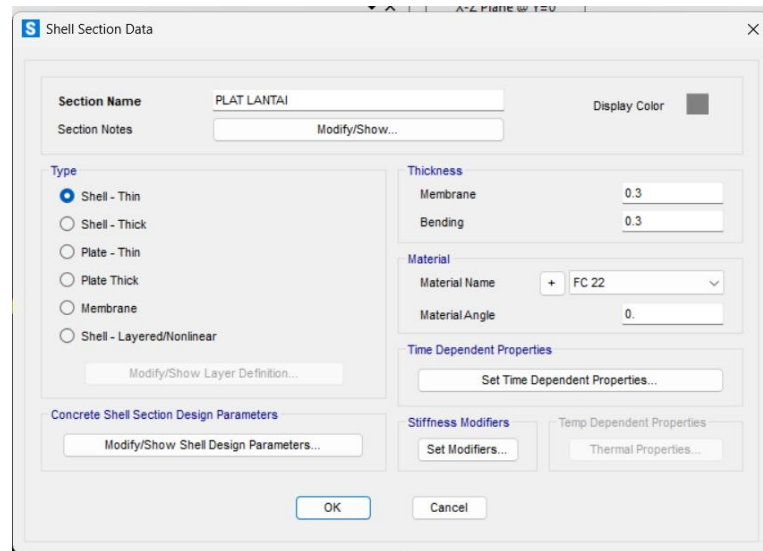 X-Z Plane @ Y=0
S Shell Section Data
Section Name PLAT LANTAI Display Color
Section Notes Modify/Show...
Type
Shell - Thin
Shell - Thick
Plate - Thin
Plate Thick
Membrane
Shell - Layered/Nonlinear
Modify/Show Layer Definition...
Concrete Shell Section Design Parameters
Modify/Show Shell Design Parameters...
Thickness
Membrane 0.3
Bending 0.3
Material
Material Name + FC 22
Material Angle 0.
Time Dependent Properties
Set Time Dependent Properties...
Stiffness Modifiers
Set Modifiers...
Temp Dependent Properties
Thermal Properties...
OK Cancel